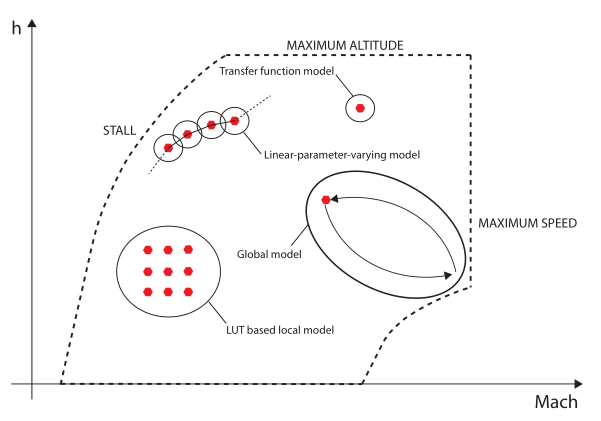 h
MAXIMUM ALTITUDE
Transfer function model
STALL
Linear-parameter-varying model
MAXIMUM SPEED
Global model
LUT based local model
Mach